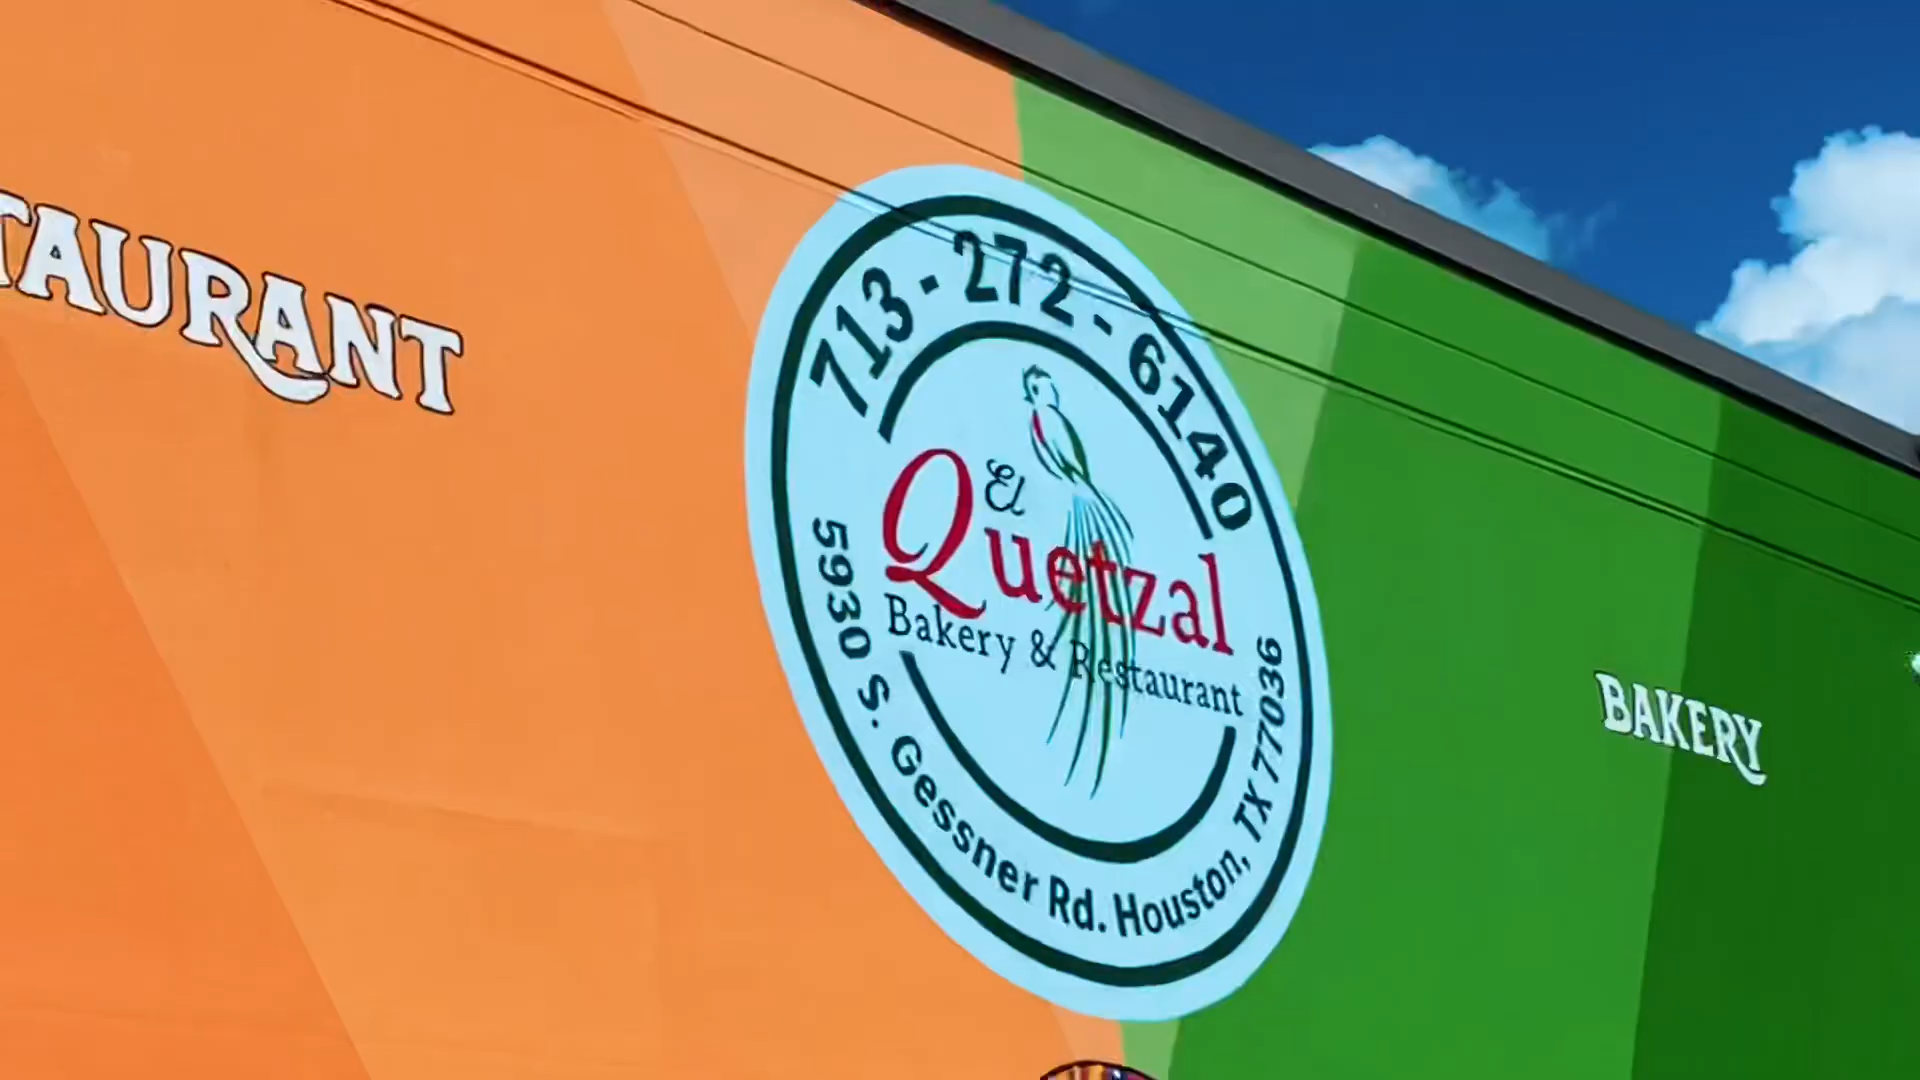 TAURANT
713-272-6140
El
Quetzal
Bakery & Restaurant
5930 S. Gessner Rd. Houston, TX 77036
BAKERY